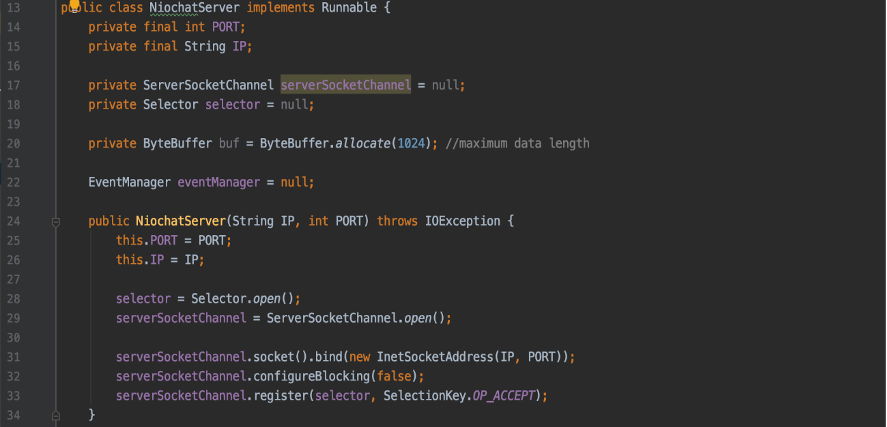 13 public class NiochatServer implements Runnable {
14     private final int PORT;
15     private final String IP;
16
17     private ServerSocketChannel serverSocketChannel = null;
18     private Selector selector = null;
19
20     private ByteBuffer buf = ByteBuffer.allocate(1024); //maximum data length
21
22     EventManager eventManager = null;
23
24     public NiochatServer(String IP, int PORT) throws IOException {
25         this.PORT = PORT;
26         this.IP = IP;
27
28         selector = Selector.open();
29         serverSocketChannel = ServerSocketChannel.open();
30
31         serverSocketChannel.socket().bind(new InetSocketAddress(IP, PORT));
32         serverSocketChannel.configureBlocking(false);
33         serverSocketChannel.register(selector, SelectionKey.OP_ACCEPT);
34     }